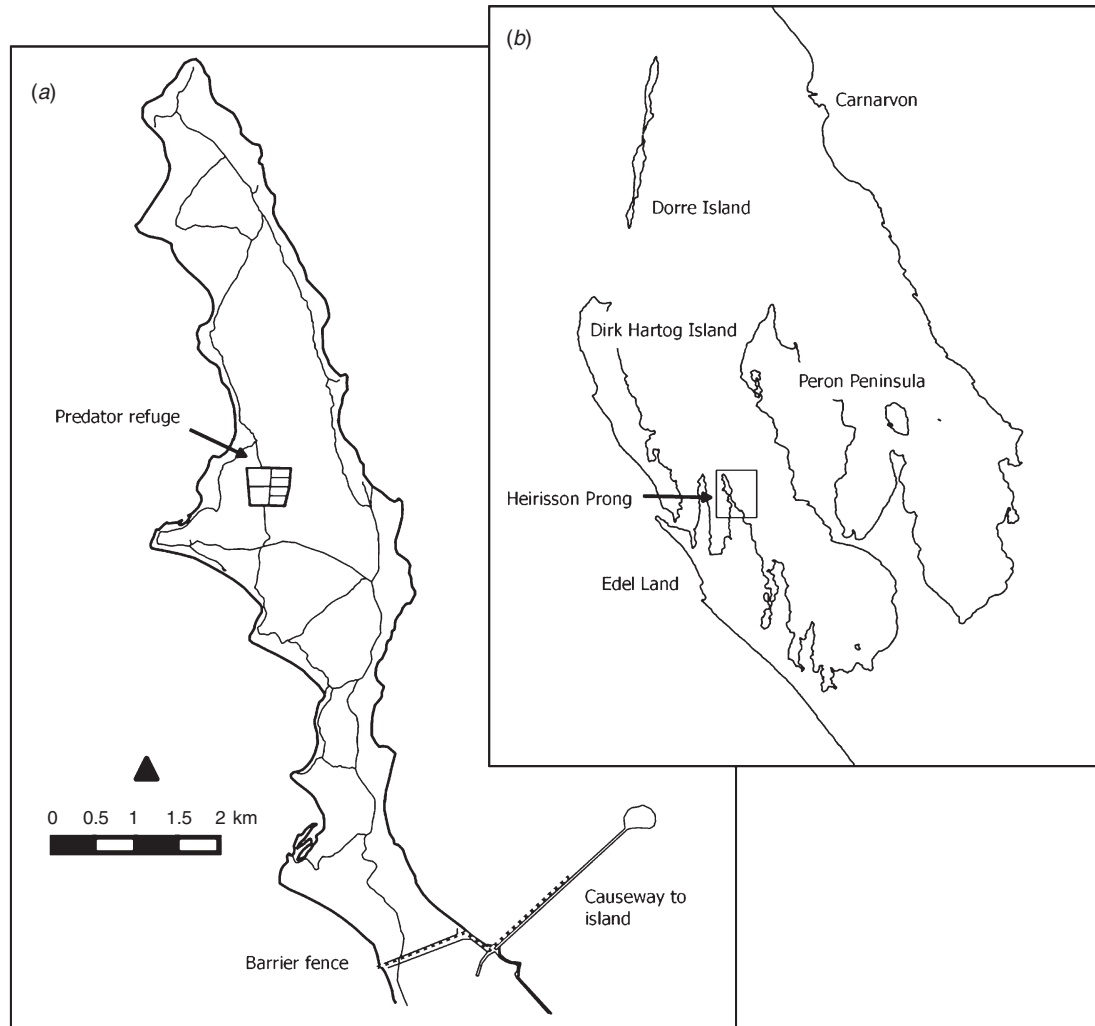 (a)
Predator refuge
0 0.5 1 1.5 2 km
Barrier fence
Causeway to
island
(b)
Carnarvon
Dorre Island
Dirk Hartog Island
Peron Peninsula
Heirisson Prong
Edel Land